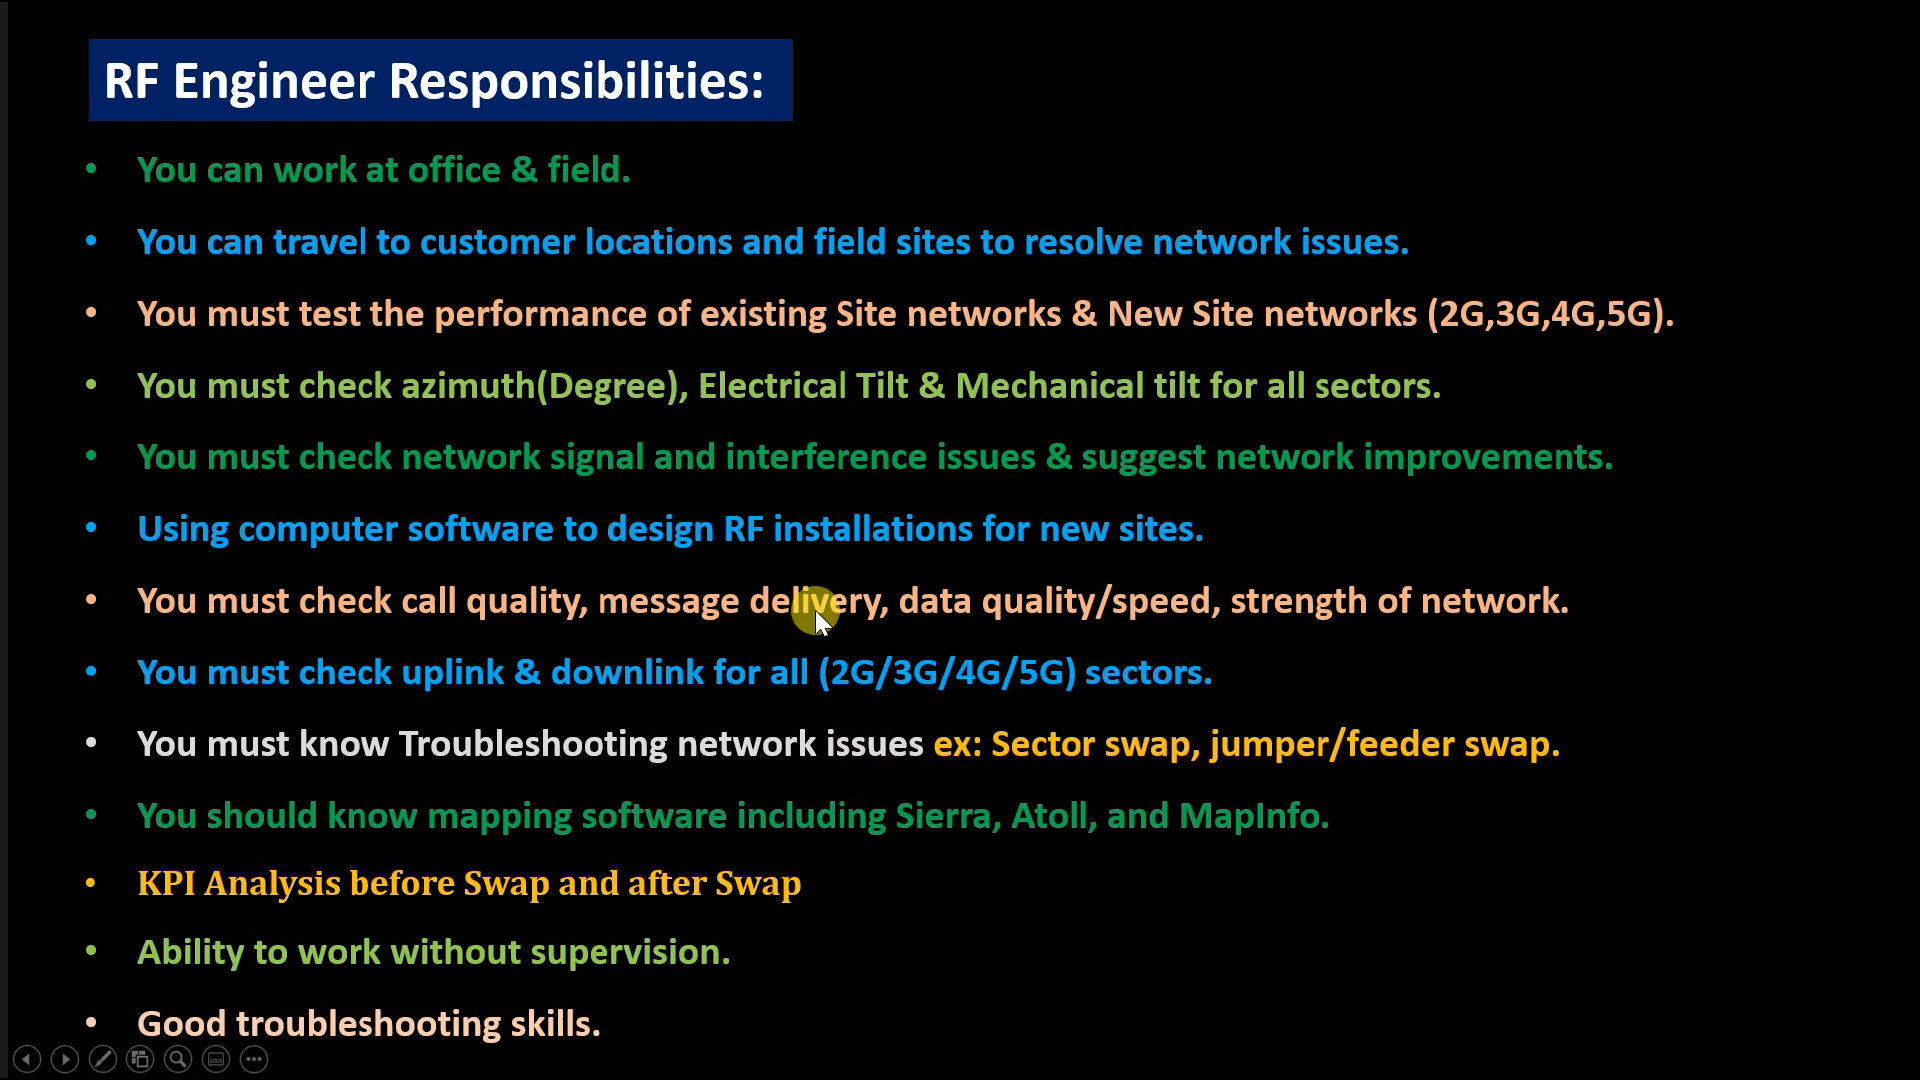 RF Engineer Responsibilities:
• You can work at office & field.
• You can travel to customer locations and field sites to resolve network issues.
• You must test the performance of existing Site networks & New Site networks (2G,3G,4G,5G).
• You must check azimuth(Degree), Electrical Tilt & Mechanical tilt for all sectors.
• You must check network signal and interference issues & suggest network improvements.
• Using computer software to design RF installations for new sites.
• You must check call quality, message delivery, data quality/speed, strength of network.
• You must check uplink & downlink for all (2G/3G/4G/5G) sectors.
• You must know Troubleshooting network issues ex: Sector swap, jumper/feeder swap.
• You should know mapping software including Sierra, Atoll, and MapInfo.
• KPI Analysis before Swap and after Swap
• Ability to work without supervision.
• Good troubleshooting skills.